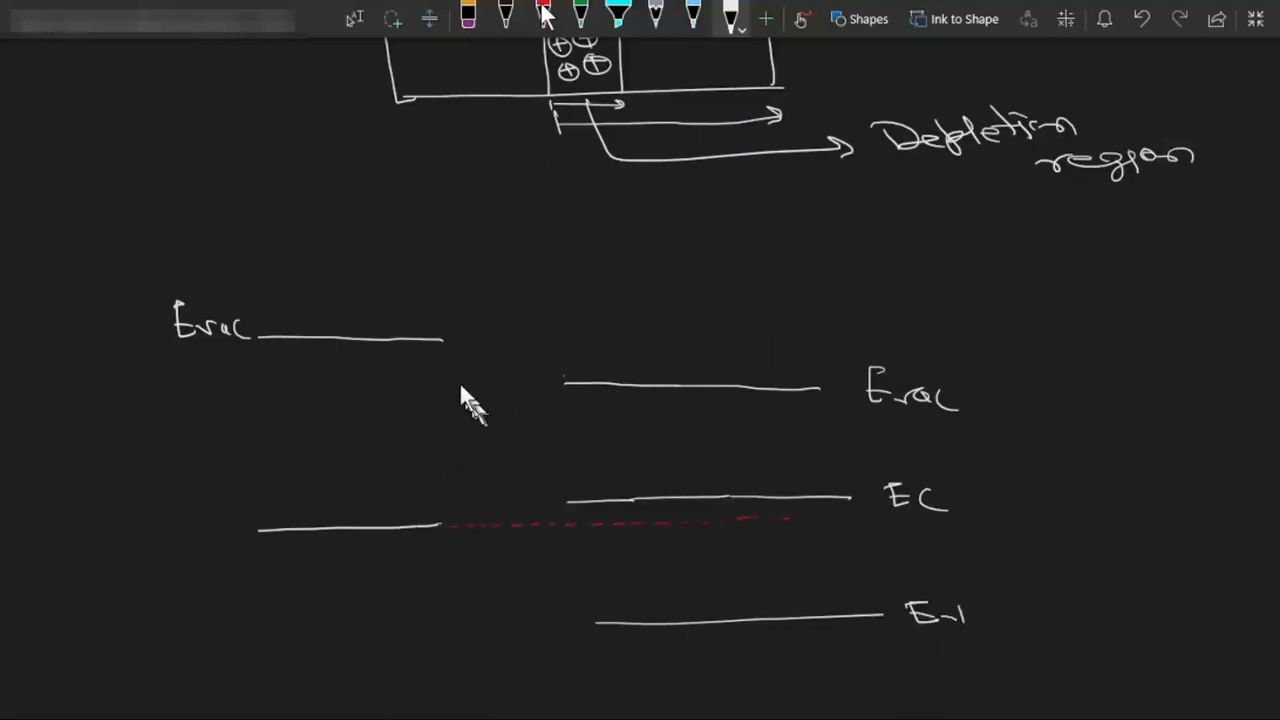 Shapes
Ink to Shape
Depletion
region
Evac
Evac
EC
Ev